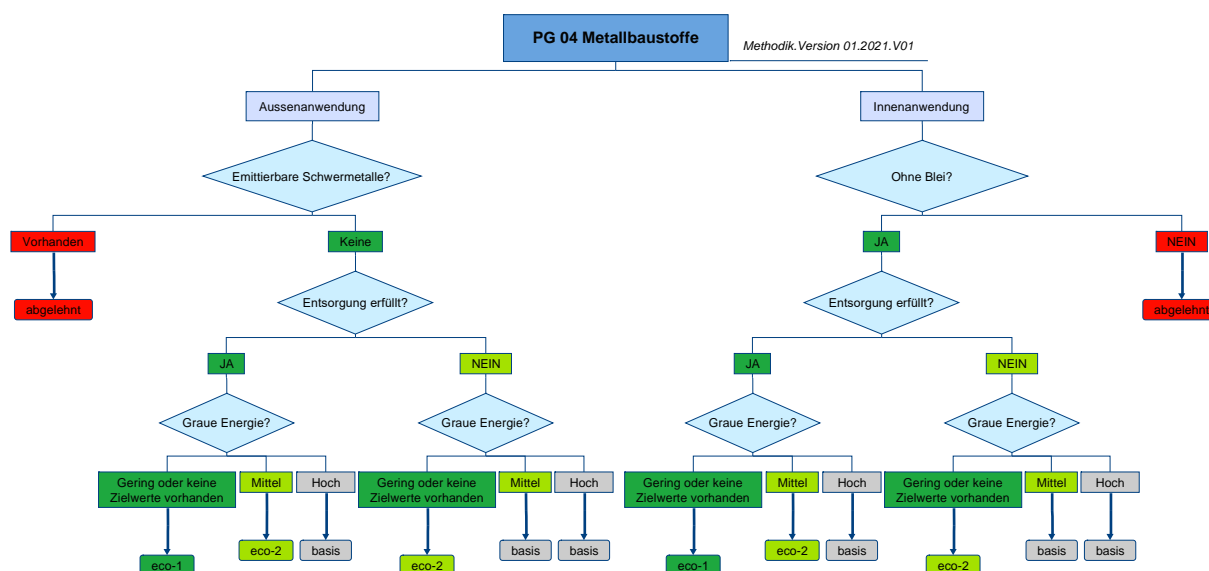 PG 04 Metallbaustoffe
Methodik.Version 01.2021.V01
Aussenanwendung
Innenanwendung
Emittierbare Schwermetalle?
Ohne Blei?
Vorhanden
Keine
JA
NEIN
abgelehnt
Entsorgung erfüllt?
Entsorgung erfüllt?
abgelehnt
JA
NEIN
JA
NEIN
Graue Energie?
Graue Energie?
Graue Energie?
Graue Energie?
Gering oder keine
Zielwerte vorhanden
Mittel
Hoch
Gering oder keine
Zielwerte vorhanden
Mittel
Hoch
Gering oder keine
Zielwerte vorhanden
Mittel
Hoch
Gering oder keine
Zielwerte vorhanden
Mittel
Hoch
eco-1
eco-2
basis
eco-2
basis
basis
eco-1
eco-2
basis
eco-2
basis
basis